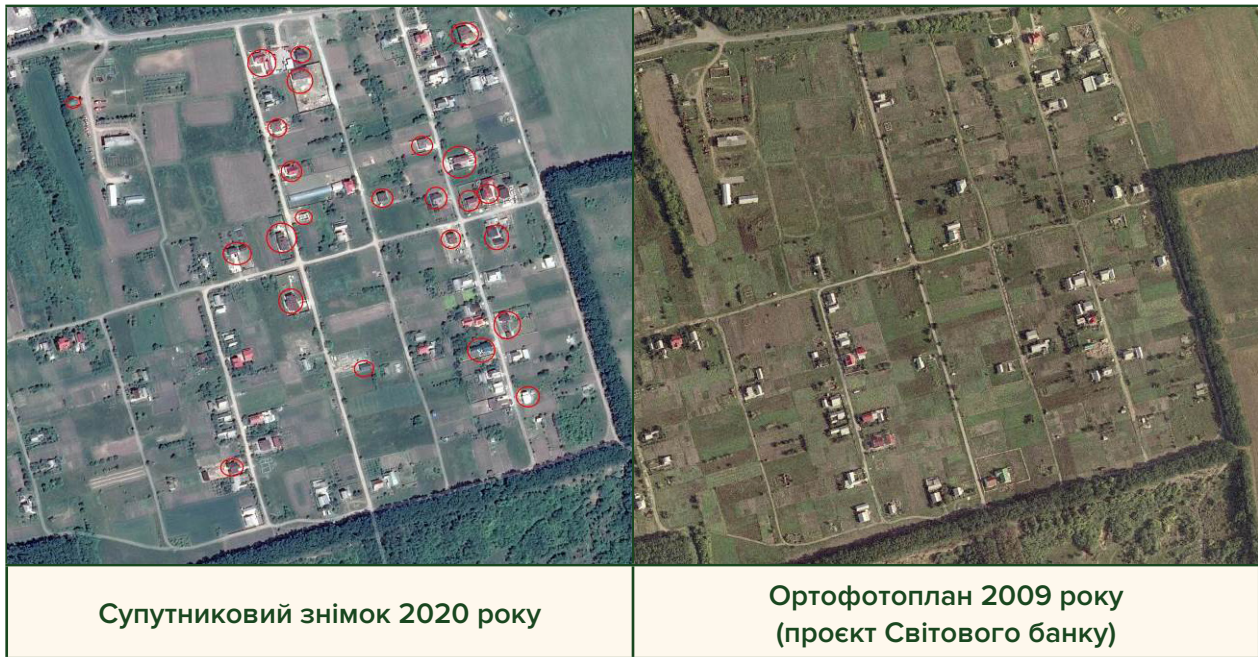 Супутниковий знімок 2020 року
Ортофотоплан 2009 року
(проєкт Світового банку)